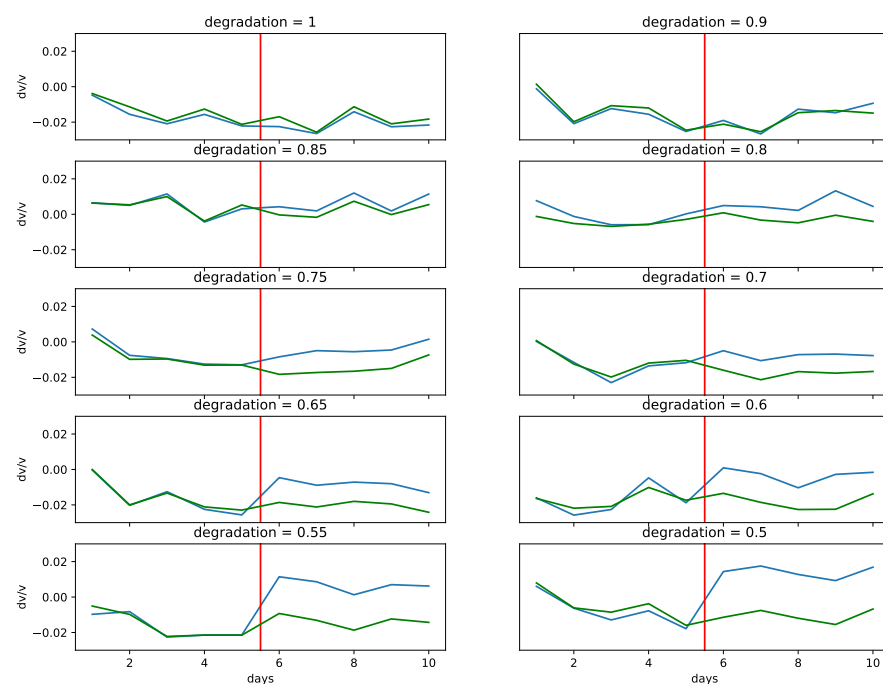 degradation = 1
degradation = 0.9
0.02
0.00
−0.02
dv/v
degradation = 0.85
degradation = 0.8
0.02
0.00
−0.02
dv/v
degradation = 0.75
degradation = 0.7
0.02
0.00
−0.02
dv/v
degradation = 0.65
degradation = 0.6
0.02
0.00
−0.02
dv/v
degradation = 0.55
degradation = 0.5
0.02
0.00
−0.02
dv/v
2 4 6 8 10
2 4 6 8 10
days
days